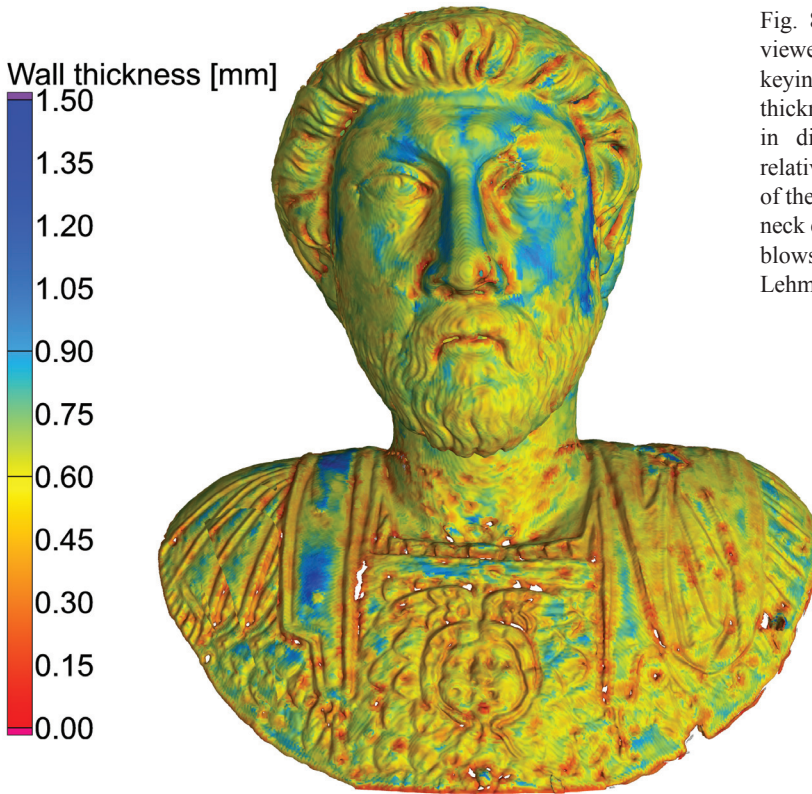 Wall thickness [mm]
1.50
1.35
1.20
1.05
0.90
0.75
0.60
0.45
0.30
0.15
0.00
Fig.
viewe
keyin
thickn
in di
relativ
of the
neck
blows
Lehm